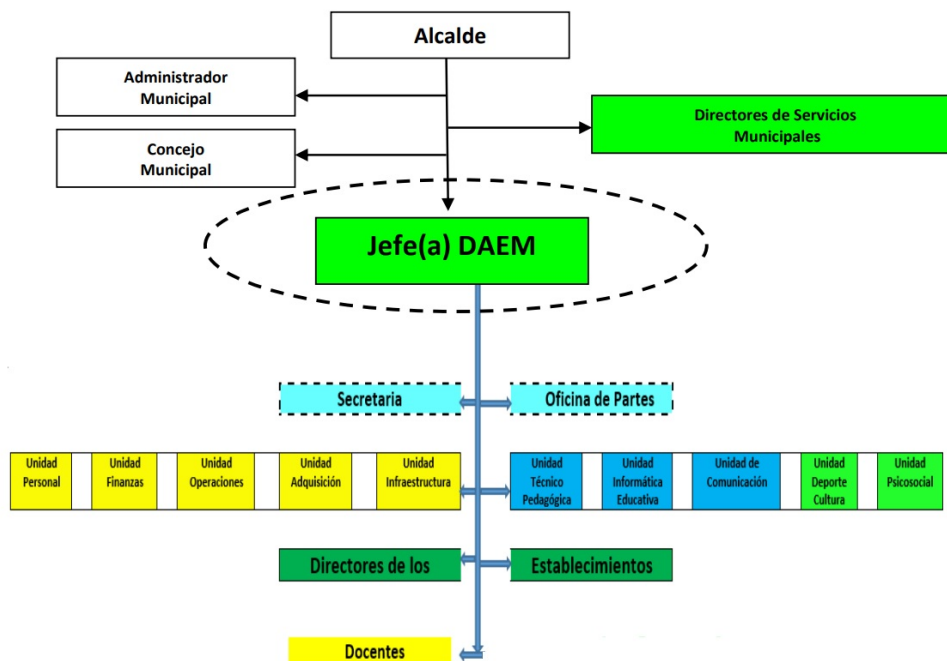 Alcalde
Administrador
Municipal
Directores de Servicios
Municipales
Concejo
Municipal
Jefe(a) DAEM
Secretaria
Oficina de Partes
Unidad
Personal
Unidad
Finanzas
Unidad
Operaciones
Unidad
Adquisición
Unidad
Infraestructura
Unidad
Técnico
Pedagógica
Unidad
Informática
Educativa
Unidad de
Comunicación
Unidad
Deporte
Cultura
Unidad
Psicosocial
Directores de los
Establecimientos
Docentes